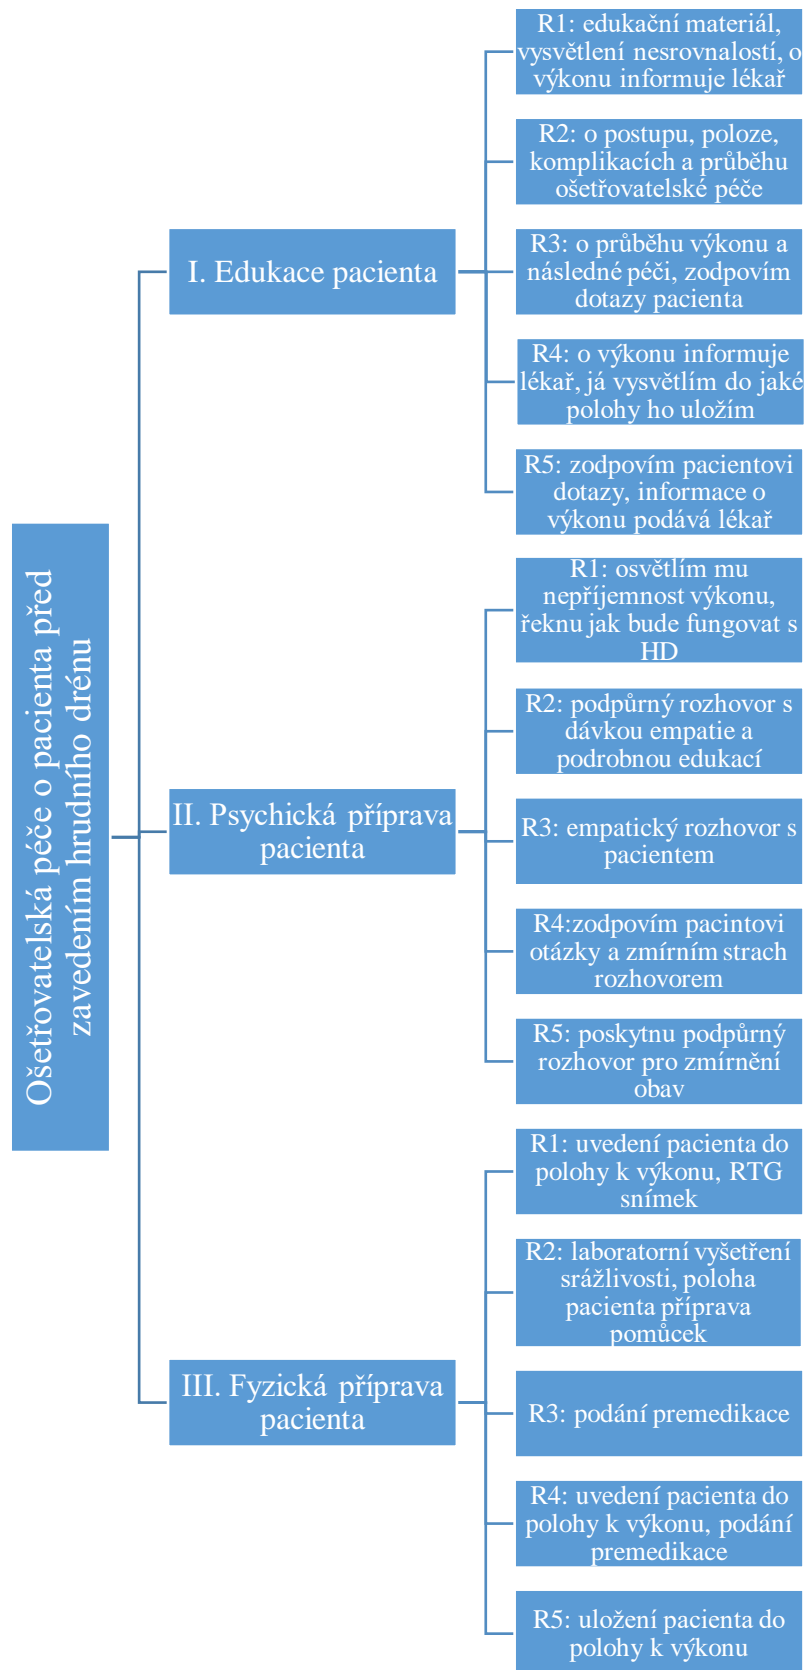 Ošetřovatelská péče o pacienta před
zavedením hrudního drénu
I. Edukace pacienta
R1: edukační materiál,
vysvětlení nesrovnalostí, o
výkonu informuje lékař
R2: o postupu, poloze,
komplikacích a průběhu
ošetřovatelské péče
R3: o průběhu výkonu a
následné péči, zodpovím
dotazy pacienta
R4: o výkonu informuje
lékař, já vysvětlím do jaké
polohy ho uložím
R5: zodpovím pacientovi
dotazy, informace o
výkonu podává lékař
II. Psychická příprava
pacienta
R1: osvětlím mu
nepříjemnost výkonu,
řeknu jak bude fungovat s
HD
R2: podpůrný rozhovor s
dávkou empatie a
podrobnou edukací
R3: empatický rozhovor s
pacientem
R4:zodpovím pacintovi
otázky a zmírním strach
rozhovorem
R5: poskytnu podpůrný
rozhovor pro zmírnění
obav
III. Fyzická příprava
pacienta
R1: uvedení pacienta do
polohy k výkonu, RTG
snímek
R2: laboratorní vyšetření
srážlivosti, poloha
pacienta příprava
pomůcek
R3: podání premedikace
R4: uvedení pacienta do
polohy k výkonu, podání
premedikace
R5: uložení pacienta do
polohy k výkonu